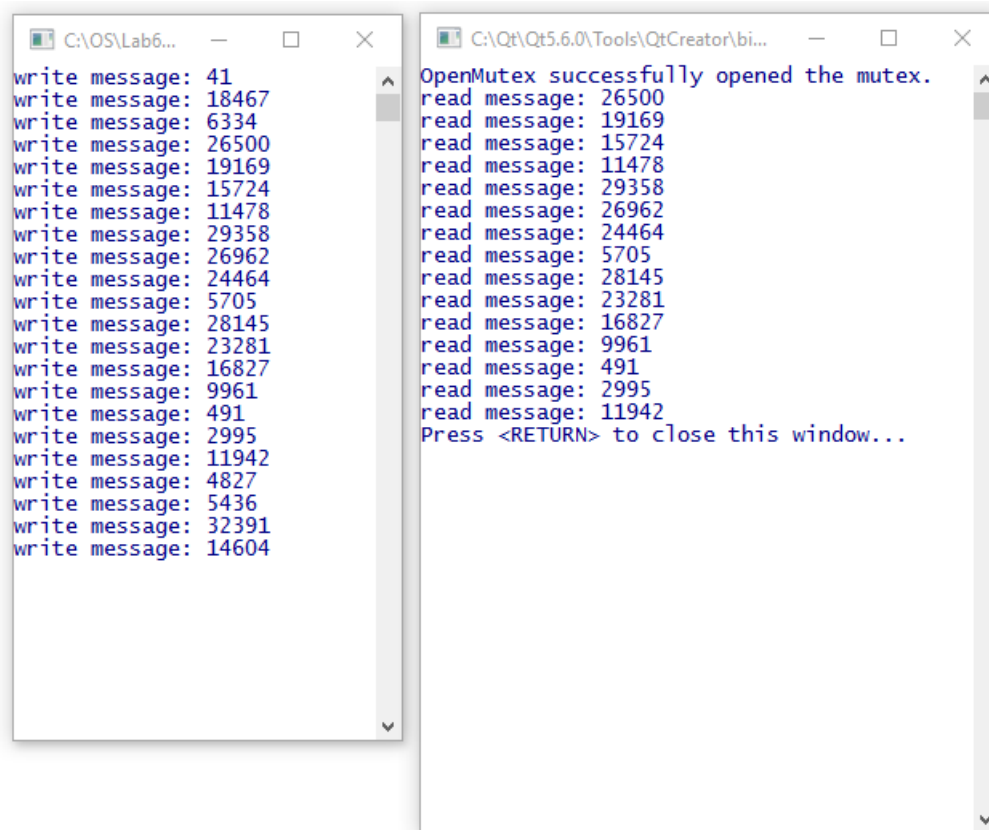 C:\OS\Lab6...
write message: 41
write message: 18467
write message: 6334
write message: 26500
write message: 19169
write message: 15724
write message: 11478
write message: 29358
write message: 26962
write message: 24464
write message: 5705
write message: 28145
write message: 23281
write message: 16827
write message: 9961
write message: 491
write message: 2995
write message: 11942
write message: 4827
write message: 5436
write message: 32391
write message: 14604
C:\Qt\Qt5.6.0\Tools\QtCreator\bi...
OpenMutex successfully opened the mutex.
read message: 26500
read message: 19169
read message: 15724
read message: 11478
read message: 29358
read message: 26962
read message: 24464
read message: 5705
read message: 28145
read message: 23281
read message: 16827
read message: 9961
read message: 491
read message: 2995
read message: 11942
Press <RETURN> to close this window...